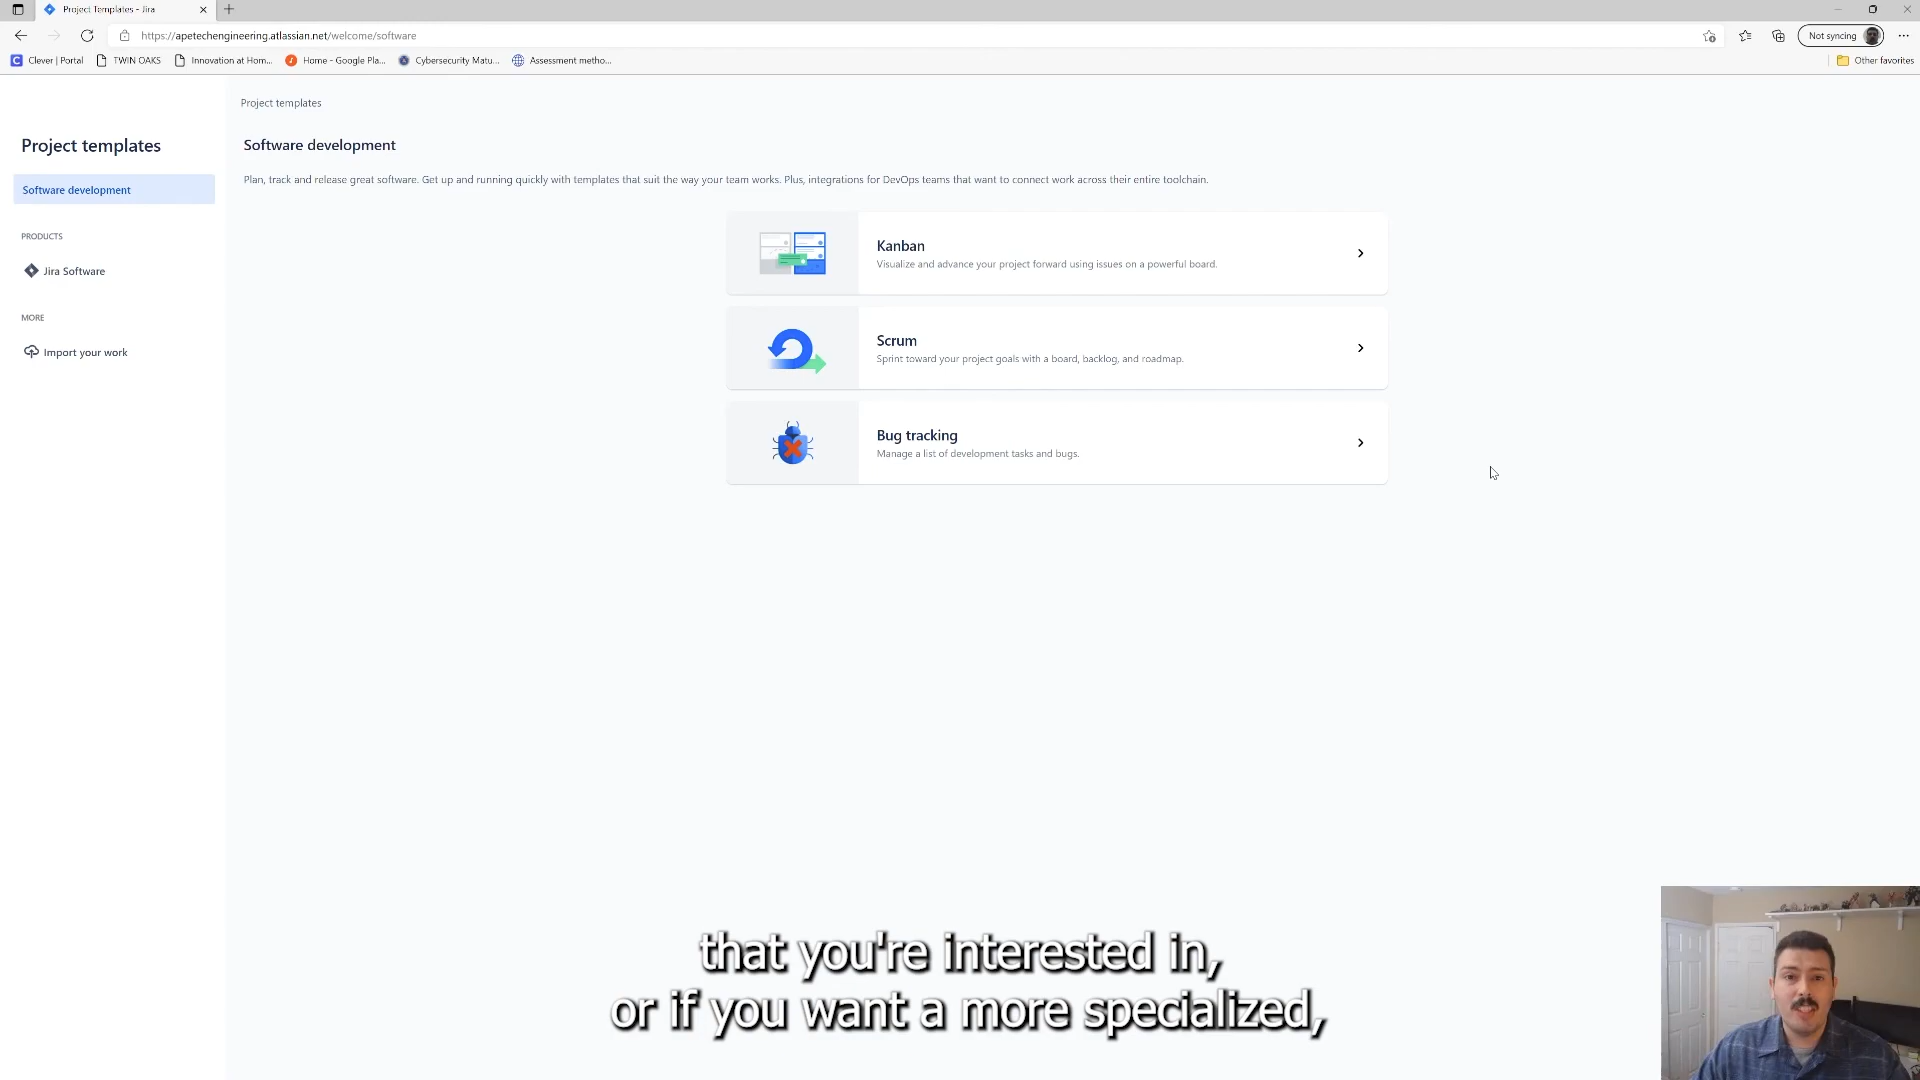 Project Templates - Jira
https://apetechengineering.atlassian.net/welcome/software
Not syncing
Clever | Portal
TWIN OAKS
Innovation at Hom...
Home - Google Pla...
Cybersecurity Matu...
Assessment metho...
Other favorites
Project templates
Project templates
Software development
Software development
Plan, track and release great software. Get up and running quickly with templates that suit the way your team works. Plus, integrations for DevOps teams that want to connect work across their entire toolchain.
PRODUCTS
Jira Software
MORE
Import your work
Kanban
Visualize and advance your project forward using issues on a powerful board.
Scrum
Sprint toward your project goals with a board, backlog, and roadmap.
Bug tracking
Manage a list of development tasks and bugs.
that you're interested in,
or if you want a more specialized,